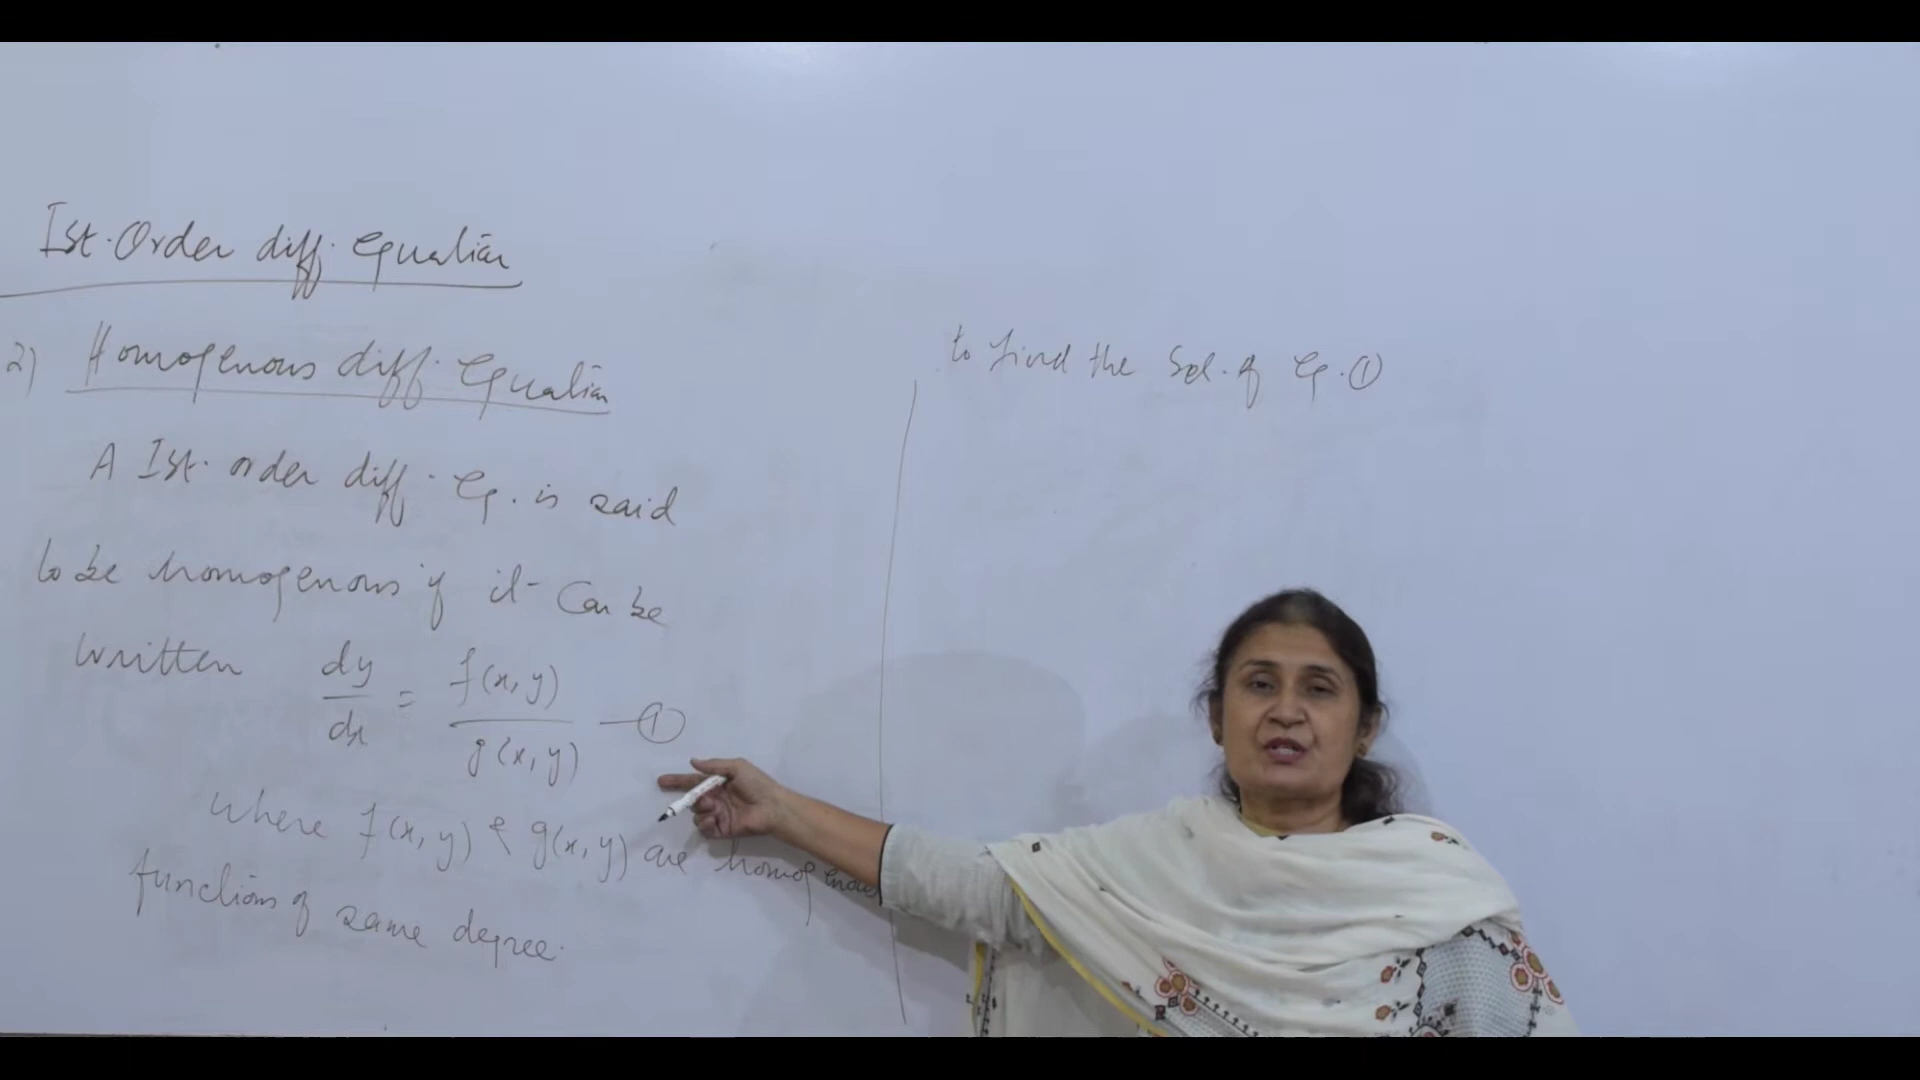 Ist. Order diff. equation
2) Homogenous diff. equation
A Ist. order diff. Eq. is said
to be homogenous if it can be
written dy/dx = f(x,y)/g(x,y) —①
where f(x,y) & g(x,y) are homogenous
functions of same degree.
to find the Sol. of Eq. ①